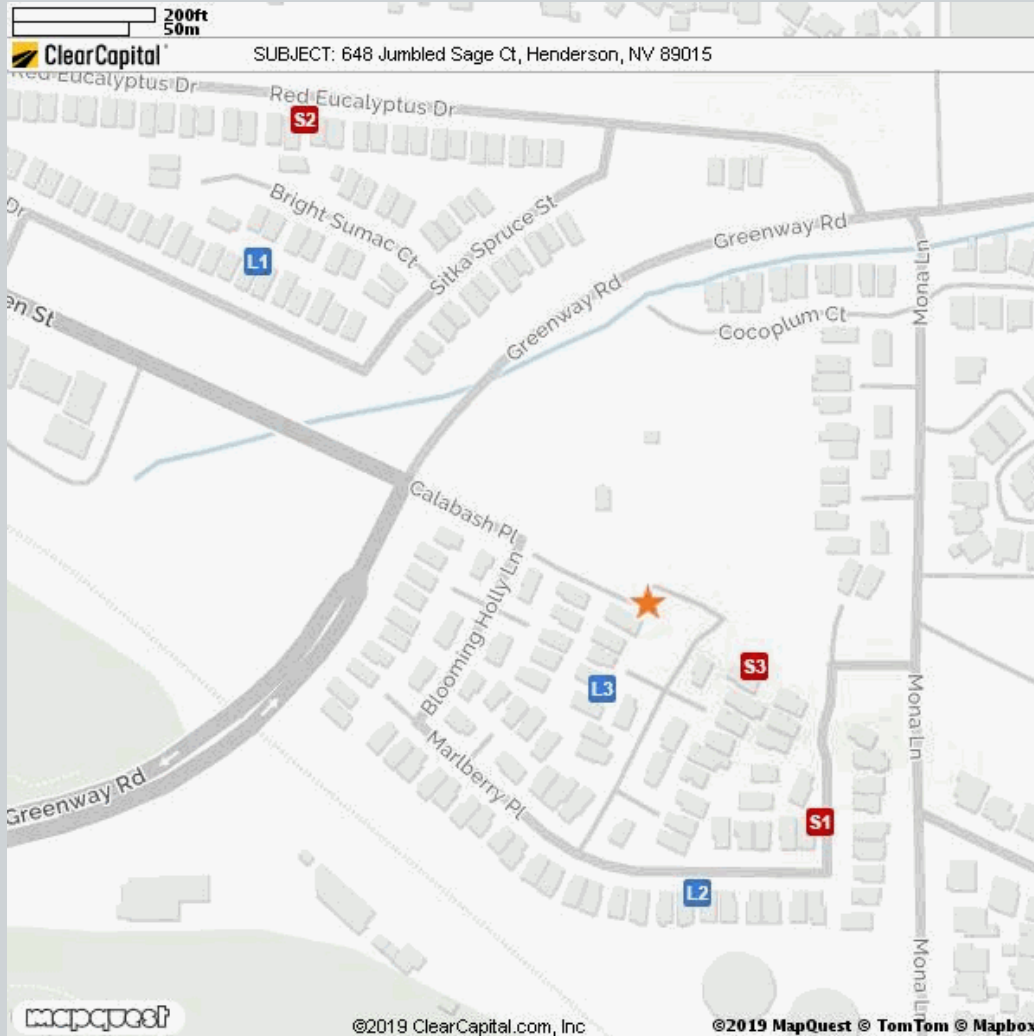 200ft
50m
ClearCapital
SUBJECT: 648 Jumbled Sage Ct, Henderson, NV 89015
Red Eucalyptus Dr
Red Eucalyptus Dr
S2
Bright Sumac Ct
Dr
Sitka Spruce St
Greenway Rd
L1
Mona Ln
Greenway Rd
en St
Cocoplum Ct
Calabash Pl
Blooming Holly Ln
S3
L3
Mona Ln
Marlberry Pl
Greenway Rd
S1
L2
Mona Ln
mapquest
©2019 ClearCapital.com, Inc
©2019 MapQuest © TomTom © Mapbox